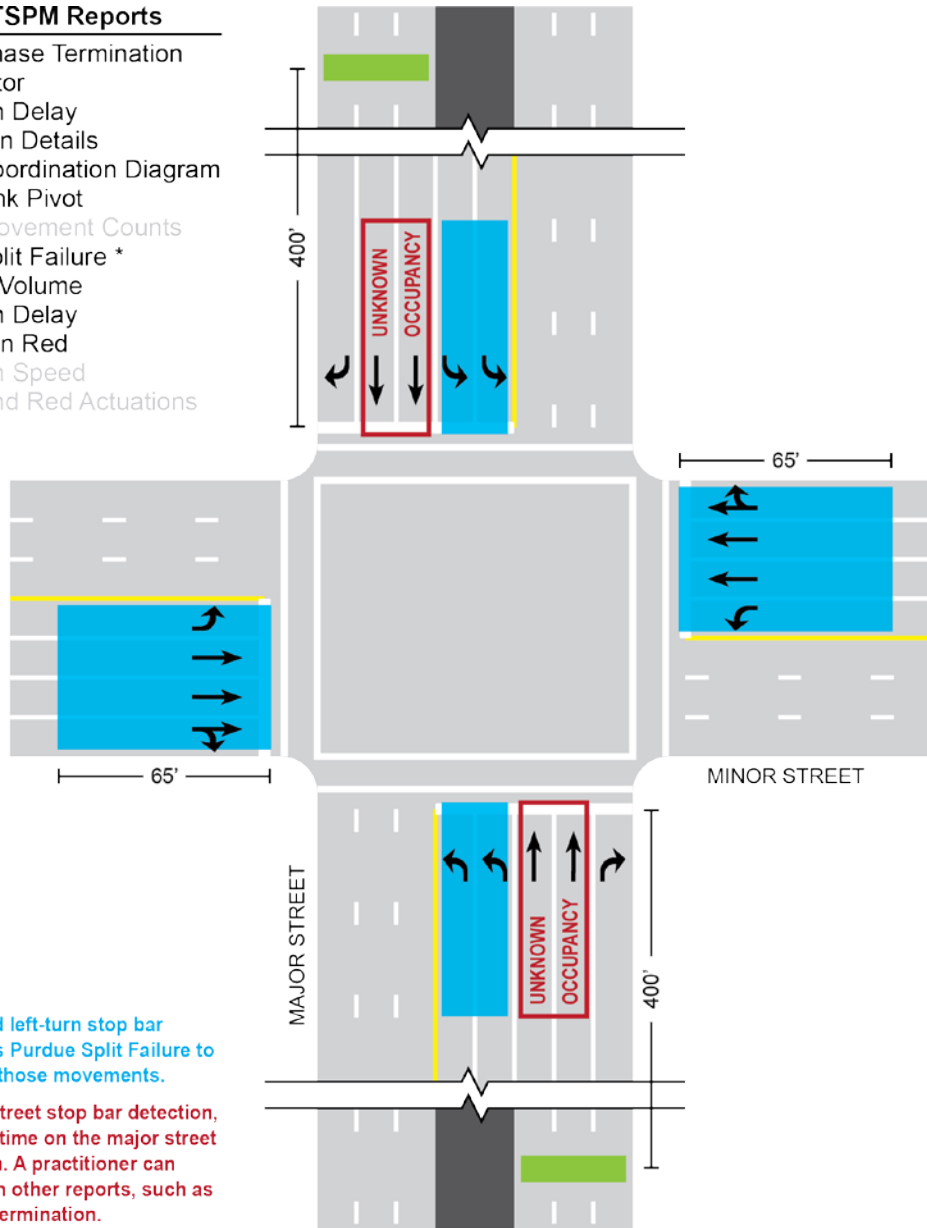 TSPM Reports
hase Termination
tor
n Delay
n Details
oordination Diagram
nk Pivot
ovement Counts
plit Failure *
Volume
n Delay
n Red
n Speed
nd Red Actuations
400'
UNKNOWN
OCCUPANCY
65'
65'
MINOR STREET
MAJOR STREET
UNKNOWN
OCCUPANCY
400'
d left-turn stop bar
s Purdue Split Failure to
those movements.
street stop bar detection,
time on the major street
n. A practitioner can
n other reports, such as
ermination.